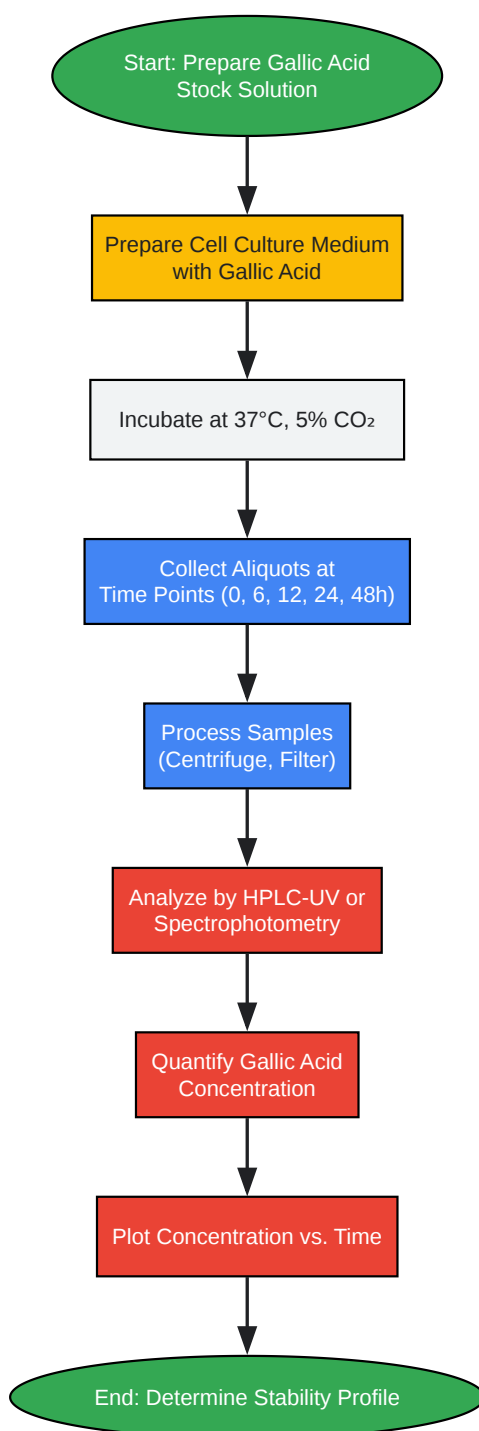 Start: Prepare Gallic Acid
Stock Solution
Prepare Cell Culture Medium
with Gallic Acid
Incubate at 37°C, 5% CO₂
Collect Aliquots at
Time Points (0, 6, 12, 24, 48h)
Process Samples
(Centrifuge, Filter)
Analyze by HPLC-UV or
Spectrophotometry
Quantify Gallic Acid
Concentration
Plot Concentration vs. Time
End: Determine Stability Profile